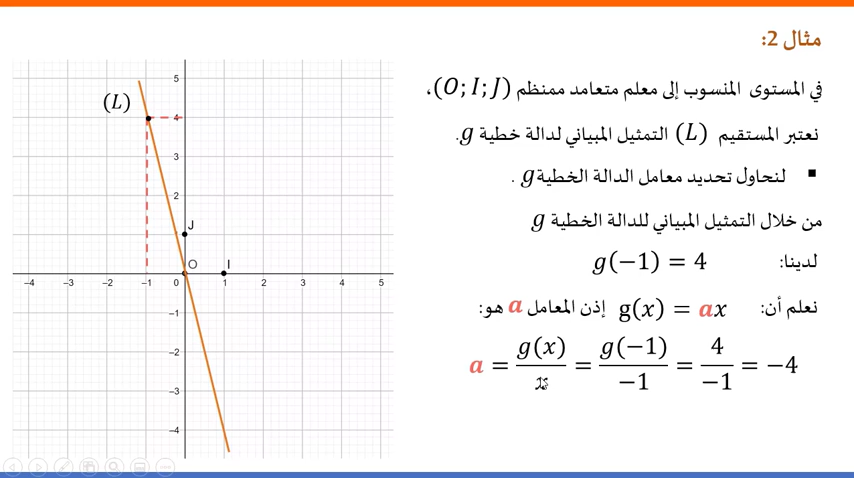 مثال 2:
في المستوى المنسوب إلى معلم متعامد ممنظم (O; I; J)،
نعتبر المستقيم (L) التمثيل المبياني لدالة خطية g.
▪ لنحاول تحديد معامل الدالة الخطية g .
من خلال التمثيل المبياني للدالة الخطية g
لدينا: g(−1) = 4
نعلم أن: g(x) = ax إذن المعامل a هو:
a = g(x)/x = g(−1)/−1 = 4/−1 = −4
(L)
5
4
3
2
J
O I
−4 −3 −2 −1 0 1 2 3 4 5
−1
−2
−3
−4